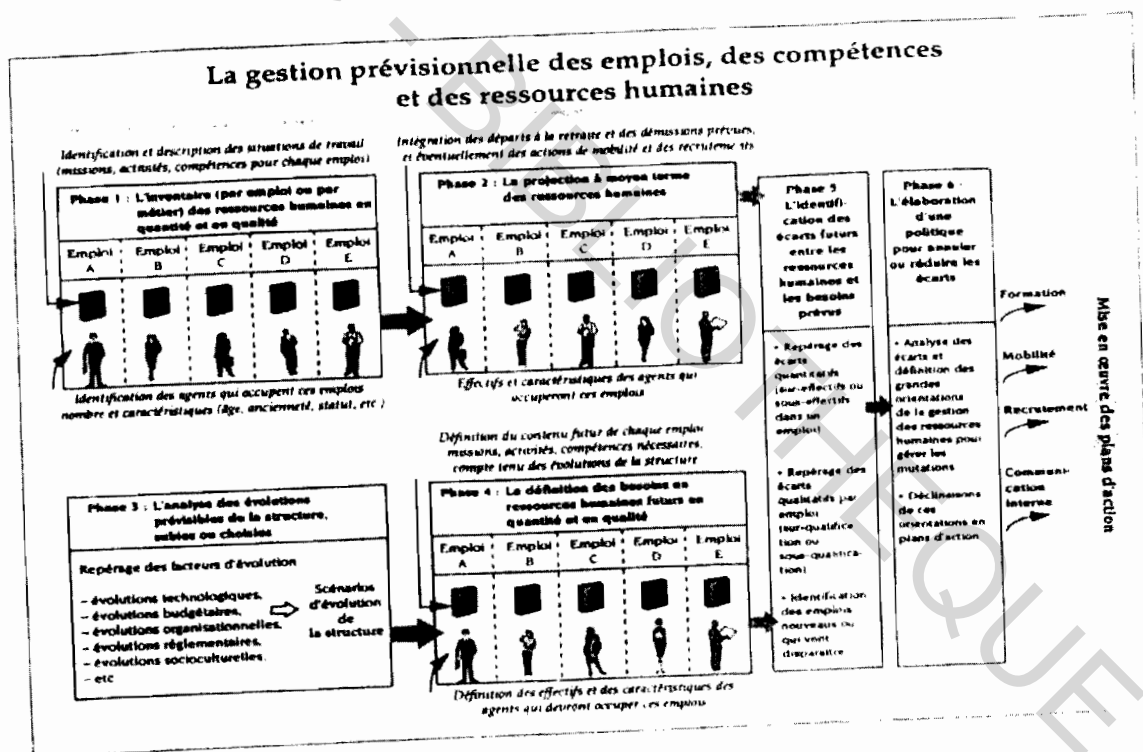 La gestion prévisionnelle des emplois, des compétences
et des ressources humaines
Identification et description des situations de travail
(missions, activités, compétences pour chaque emploi)
Phase 1 : L'inventaire (par emploi ou par
métier) des ressources humaines en
quantité et en qualité
Emploi A
Emploi B
Emploi C
Emploi D
Emploi E
Identification des agents qui occupent ces emplois
nombre et caractéristiques (âge, ancienneté, statut, etc.)
Intégration des départs à la retraite et des démissions prévues,
et éventuellement des actions de mobilité et des recrutements
Phase 2 : La projection à moyen terme
des ressources humaines
Emploi A
Emploi B
Emploi C
Emploi D
Emploi E
Effectifs et caractéristiques des agents qui
occuperont ces emplois
Phase 3 : L'analyse des évolutions
prévisibles de la structure,
subies ou choisies
Repérage des facteurs d'évolution
– évolutions technologiques,
– évolutions budgétaires,
– évolutions organisationnelles,
– évolutions réglementaires,
– évolutions socioculturelles.
– etc
Scénarios
d'évolution
de
la structure
Définition du contenu futur de chaque emploi
missions, activités, compétences nécessaires,
compte tenu des évolutions de la structure
Phase 4 : La définition des besoins en
ressources humaines futurs en
quantité et en qualité
Emploi A
Emploi B
Emploi C
Emploi D
Emploi E
Définition des effectifs et des caractéristiques des
agents qui devront occuper ces emplois
Phase 5
L'identifi-
cation des
écarts futurs
entre les
ressources
humaines et
les besoins
prévus
• Repérage des
écarts
quantitatifs
(sur-effectifs ou
sous-effectifs
dans un
emploi)
• Repérage des
écarts
qualitatifs par
emploi
(sur-qualifica-
tion ou
sous-qualifica-
tion)
• Identification
des emplois
nouveaux ou
qui vont
disparaître
Phase 6 :
L'élaboration
d'une
politique
pour annuler
ou réduire les
écarts
• Analyse des
écarts et
définition des
grandes
orientations
de la gestion
des ressources
humaines pour
gérer les
mutations
• Déclinaisons
de ces
orientations en
plans d'action
Formation
Mobilité
Recrutement
Communi-
cation
interne
Mise en œuvre des plans d'action
- BIBLIOTHEQUE